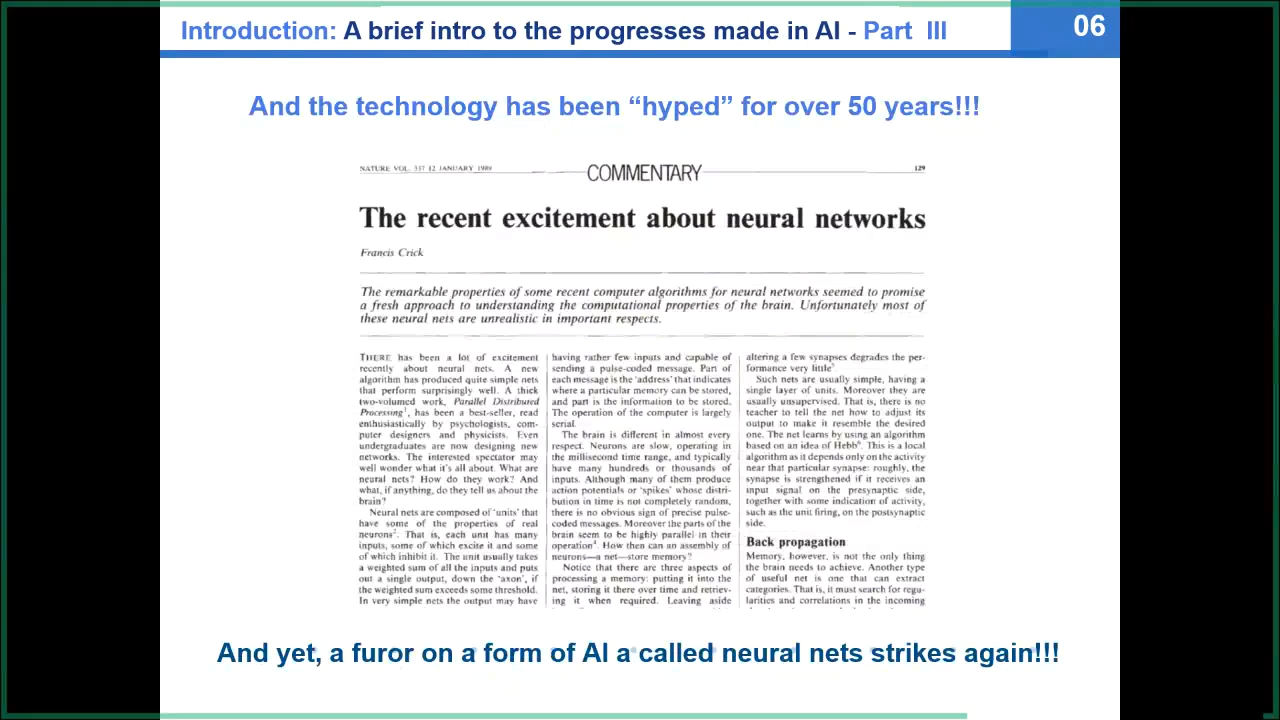 Introduction: A brief intro to the progresses made in AI - Part III
06
And the technology has been “hyped” for over 50 years!!!
NATURE VOL. 337 12 JANUARY 1989
COMMENTARY
129
The recent excitement about neural networks
Francis Crick
The remarkable properties of some recent computer algorithms for neural networks seemed to promise
a fresh approach to understanding the computational properties of the brain. Unfortunately most of
these neural nets are unrealistic in important respects.
THERE has been a lot of excitement
recently about neural nets. A new
algorithm has produced quite simple nets
that perform surprisingly well. A thick
two-volumed work, Parallel Distributed
Processing¹, has been a best-seller, read
enthusiastically by psychologists, com-
puter designers and physicists. Even
undergraduates are now designing new
networks. The interested spectator may
well wonder what it's all about. What are
neural nets? How do they work? And
what, if anything, do they tell us about the
brain?
Neural nets are composed of ‘units’ that
have some of the properties of real
neurons². That is, each unit has many
inputs, some of which excite it and some
of which inhibit it. The unit usually takes
a weighted sum of all the inputs and puts
out a single output, down the ‘axon’, if
the weighted sum exceeds some threshold.
In very simple nets the output may have
having rather few inputs and capable of
sending a pulse-coded message. Part of
each message is the ‘address’ that indicates
where a particular memory can be stored,
and part is the information to be stored.
The operation of the computer is largely
serial.
The brain is different in almost every
respect. Neurons are slow, operating in
the millisecond time range, and typically
have many hundreds or thousands of
inputs. Although many of them produce
action potentials or ‘spikes’ whose distri-
bution in time is not completely random,
there is no obvious sign of precise pulse-
coded messages. Moreover the parts of the
brain seem to be highly parallel in their
operation⁴. How then can an assembly of
neurons—a net—store memory?
Notice that there are three aspects of
processing a memory: putting it into the
net, storing it there over time and retriev-
ing it when required. Leaving aside
altering a few synapses degrades the per-
formance very little⁵
Such nets are usually simple, having a
single layer of units. Moreover they are
usually unsupervised. That is, there is no
teacher to tell the net how to adjust its
output to make it resemble the desired
one. The net learns by using an algorithm
based on an idea of Hebb⁶. This is a local
algorithm as it depends only on the activity
near that particular synapse: roughly, the
synapse is strengthened if it receives an
input signal on the presynaptic side,
together with some indication of activity,
such as the unit firing, on the postsynaptic
side.
Back propagation
Memory, however, is not the only thing
the brain needs to achieve. Another type
of useful net is one that can extract
categories. That is, it must search for regu-
larities and correlations in the incoming
And yet, a furor on a form of AI a called neural nets strikes again!!!